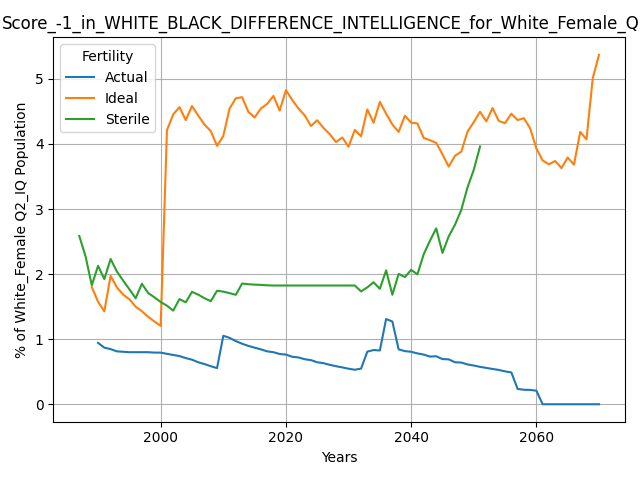 Score_-1_in_WHITE_BLACK_DIFFERENCE_INTELLIGENCE_for_White_Female_Q
Fertility
Actual
Ideal
Sterile
% of White_Female Q2_IQ Population
5
4
3
2
1
0
2000 2020 2040 2060
Years